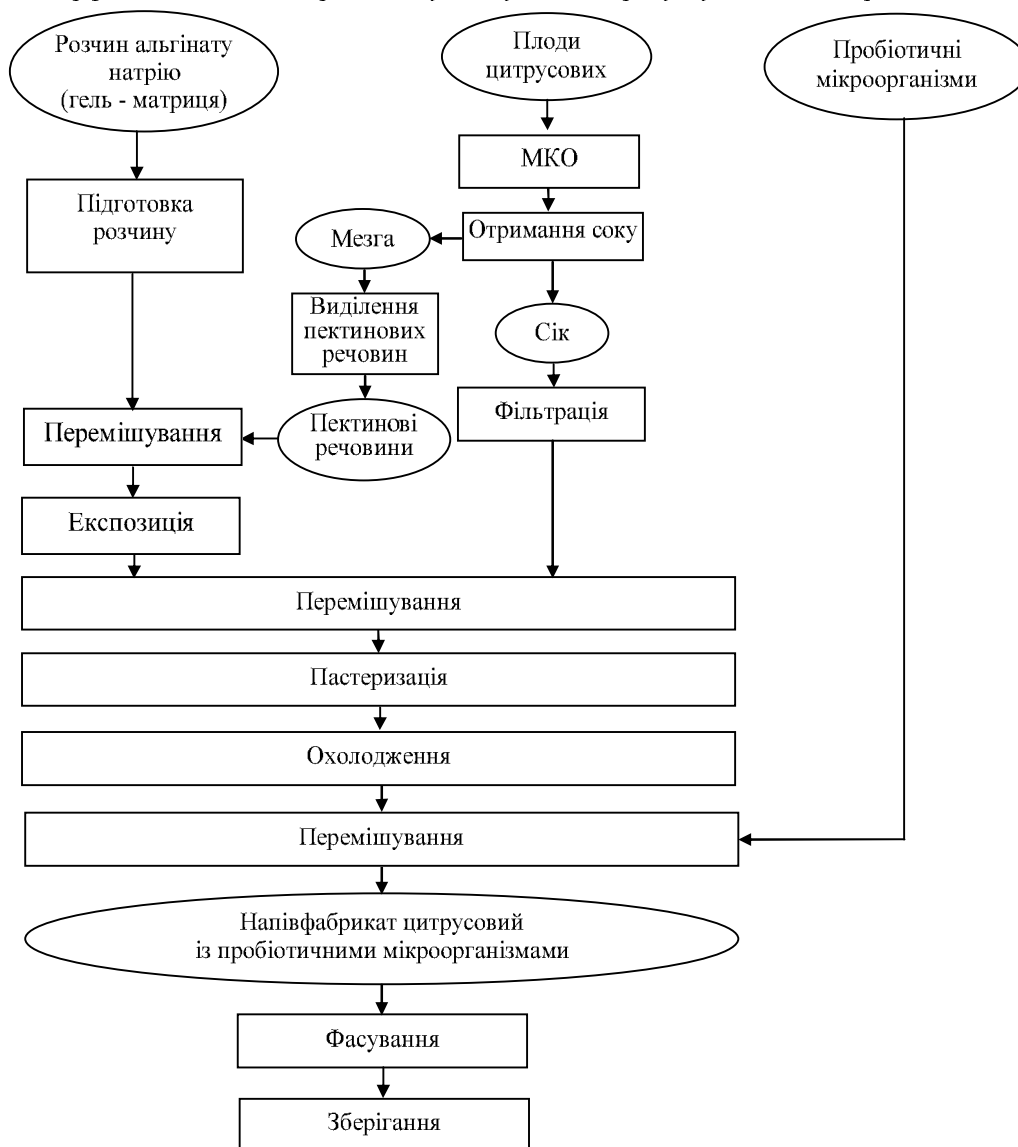 Розчин альгінату
натрію
(гель - матриця)
Плоди
цитрусових
Пробіотичні
мікроорганізми
МКО
Підготовка
розчину
Мезга
Отримання соку
Виділення
пектинових
речовин
Сік
Перемішування
Пектинові
речовини
Фільтрація
Експозиція
Перемішування
Пастеризація
Охолодження
Перемішування
Напівфабрикат цитрусовий
із пробіотичними мікроорганізмами
Фасування
Зберігання